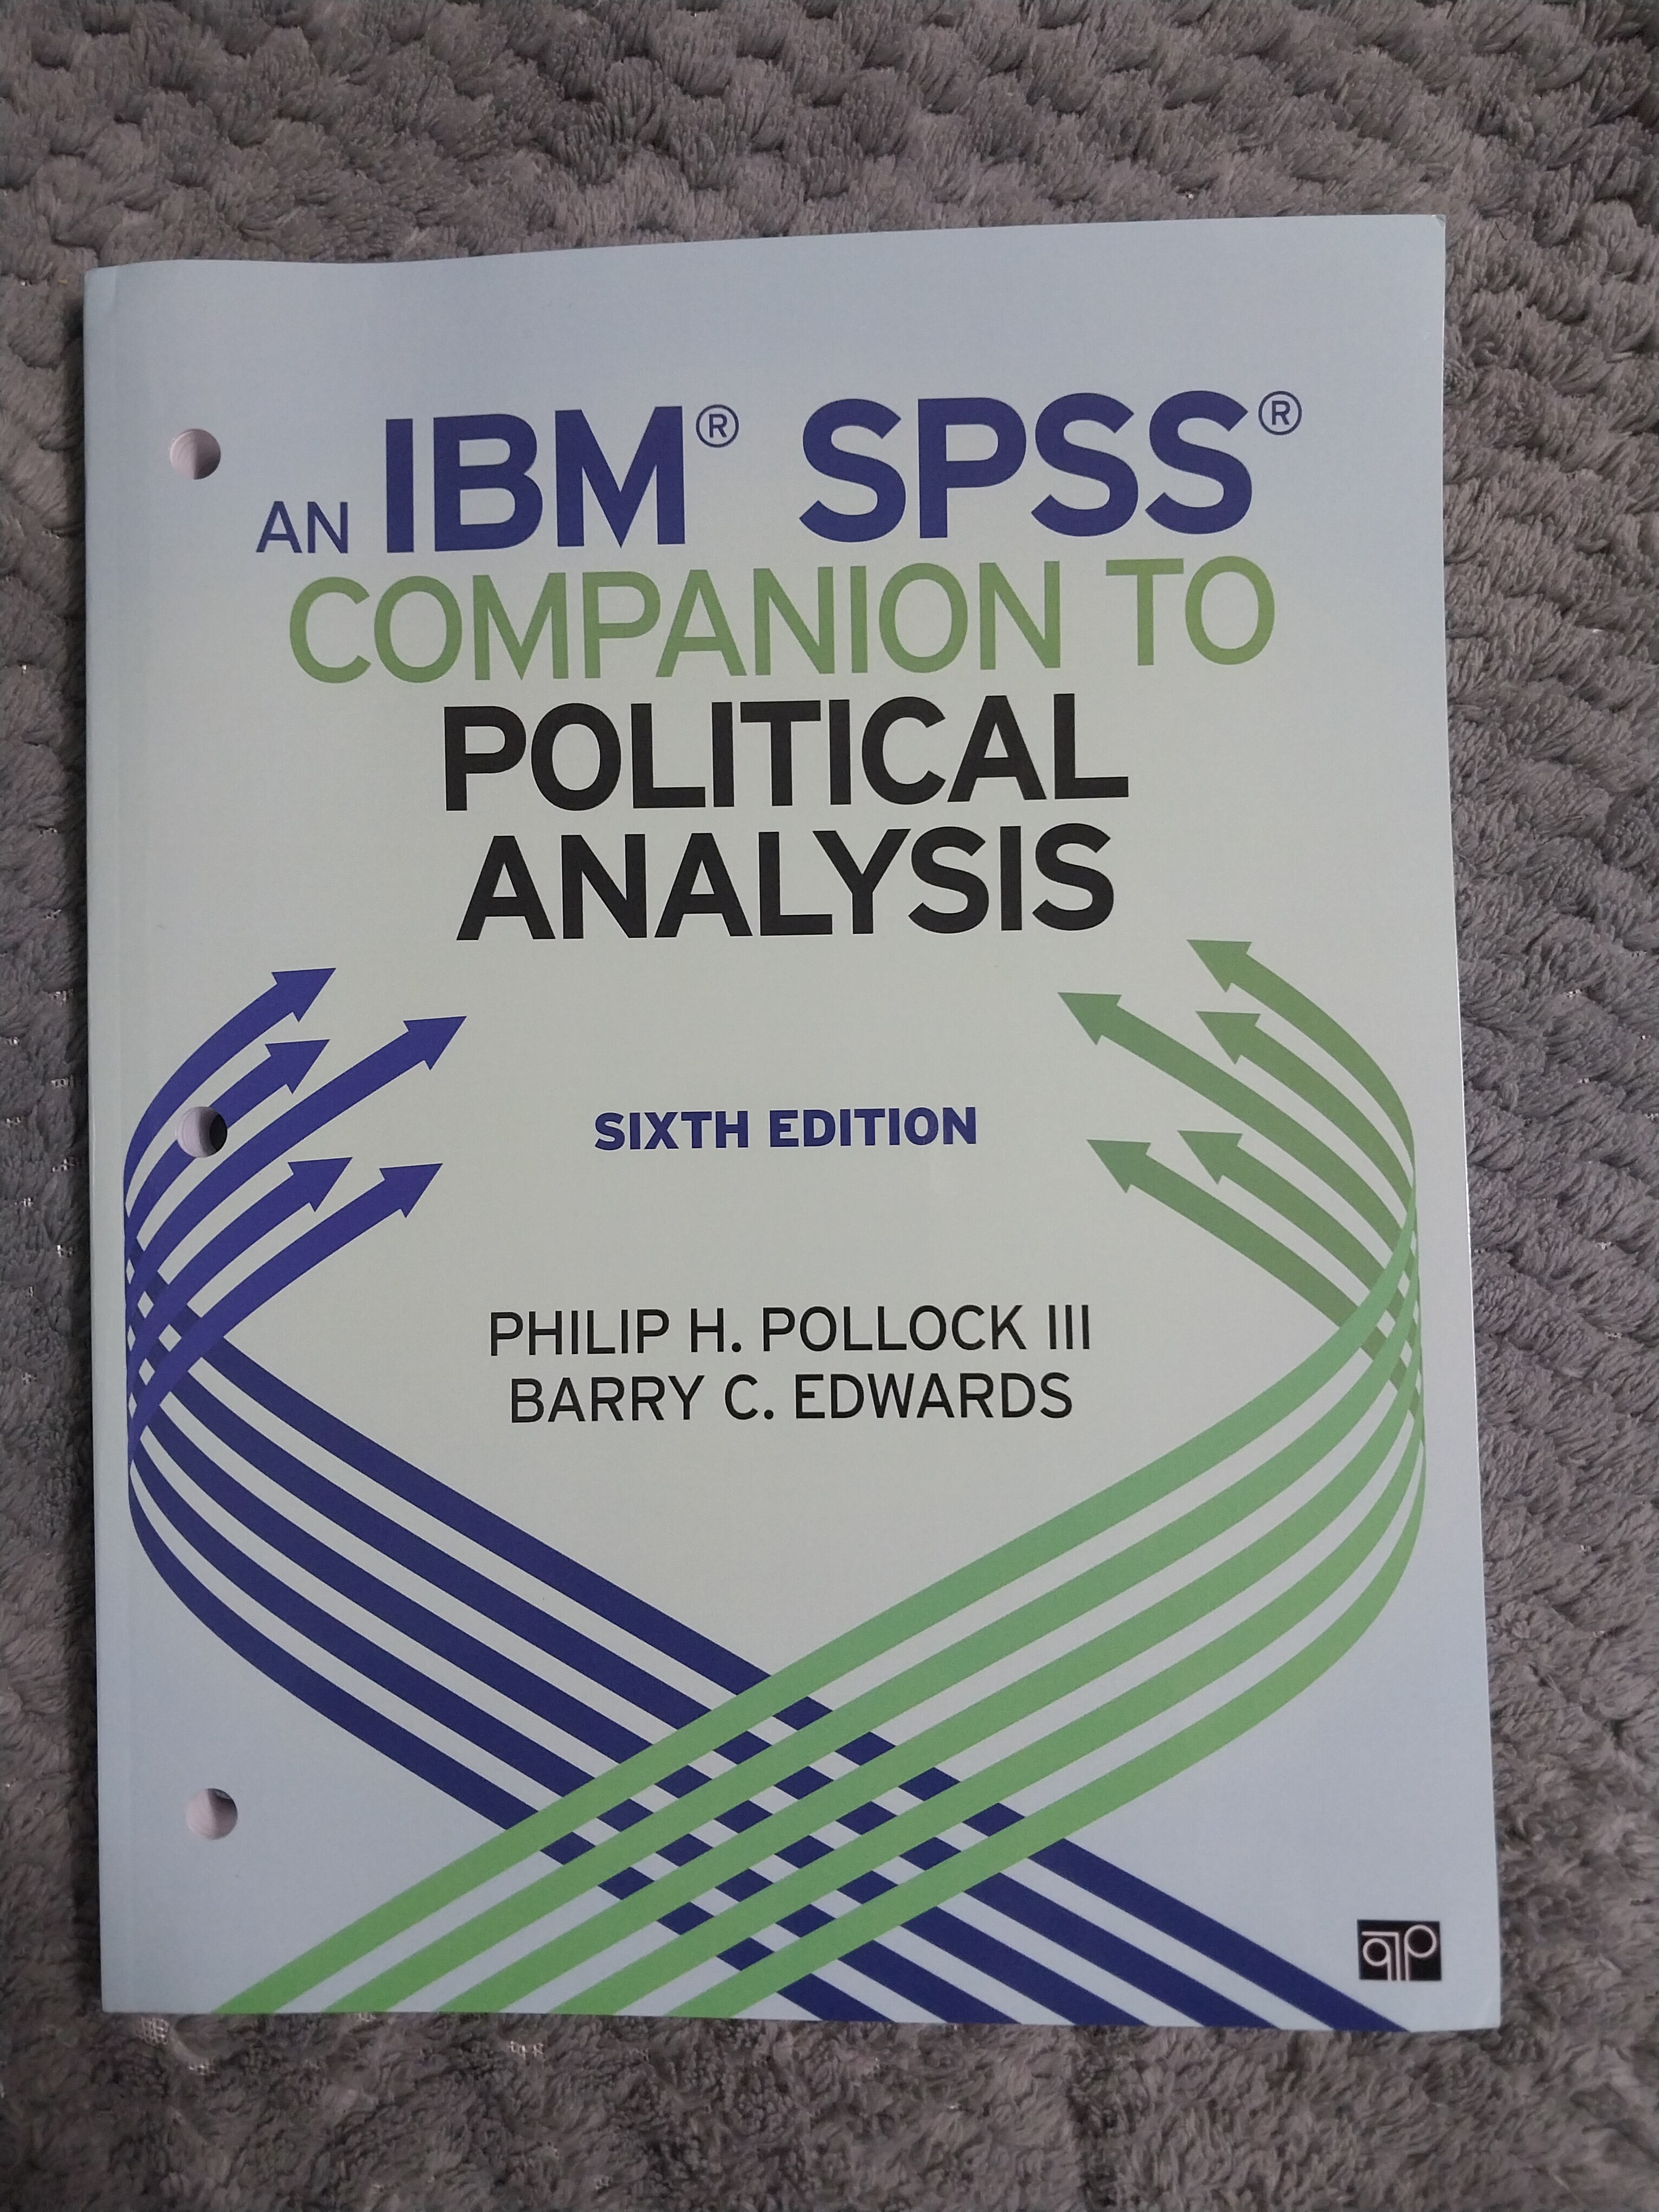 AN IBM® SPSS®
COMPANION TO
POLITICAL
ANALYSIS
SIXTH EDITION
PHILIP H. POLLOCK III
BARRY C. EDWARDS